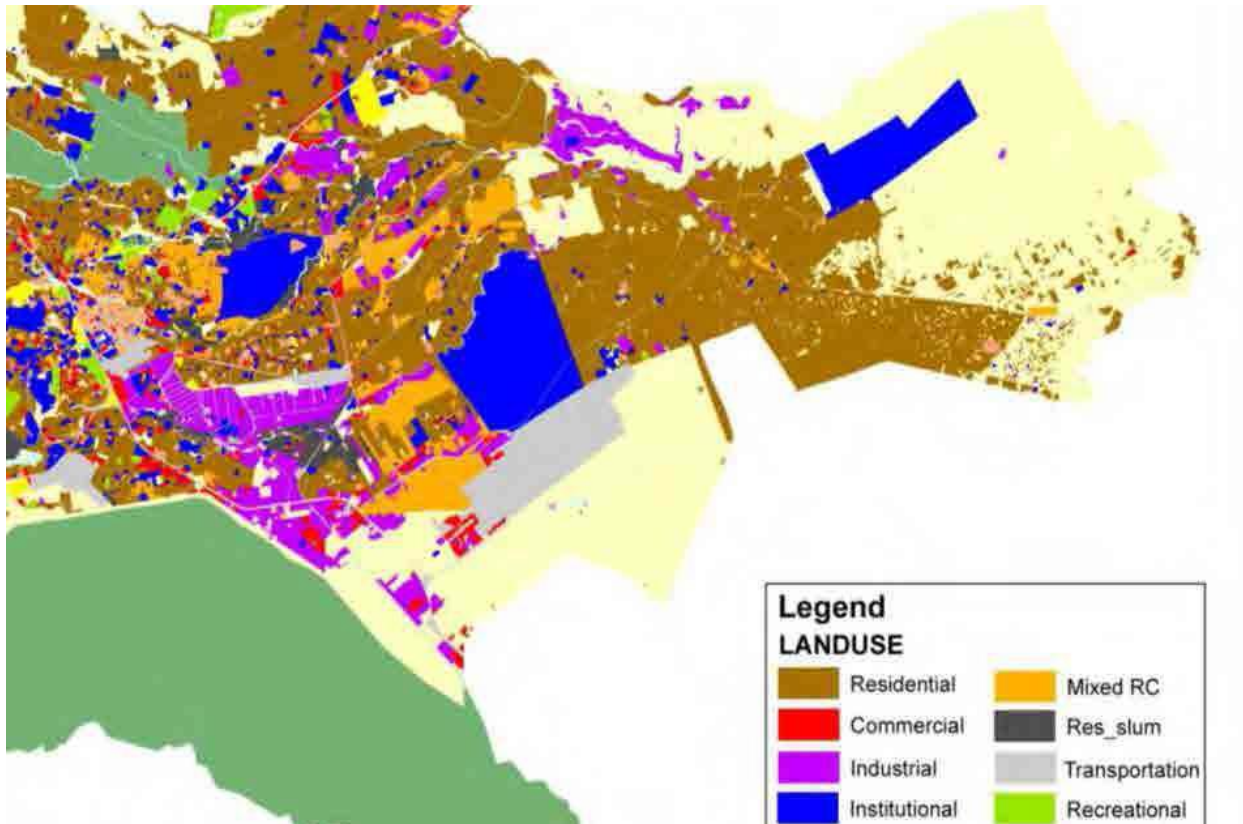 Legend
LANDUSE
Residential
Mixed RC
Commercial
Res_slum
Industrial
Transportation
Institutional
Recreational